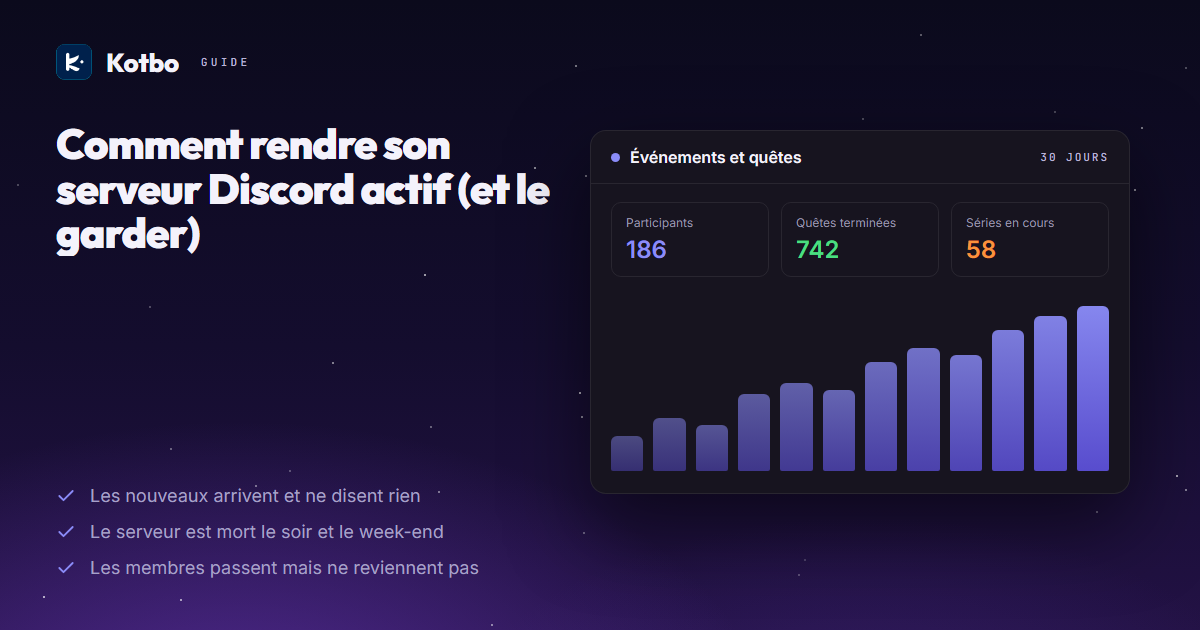 Kotbo
GUIDE
Comment rendre son
serveur Discord actif (et le
garder)
Les nouveaux arrivent et ne disent rien
Le serveur est mort le soir et le week-end
Les membres passent mais ne reviennent pas
Événements et quêtes
30 JOURS
Participants
186
Quêtes terminées
742
Séries en cours
58